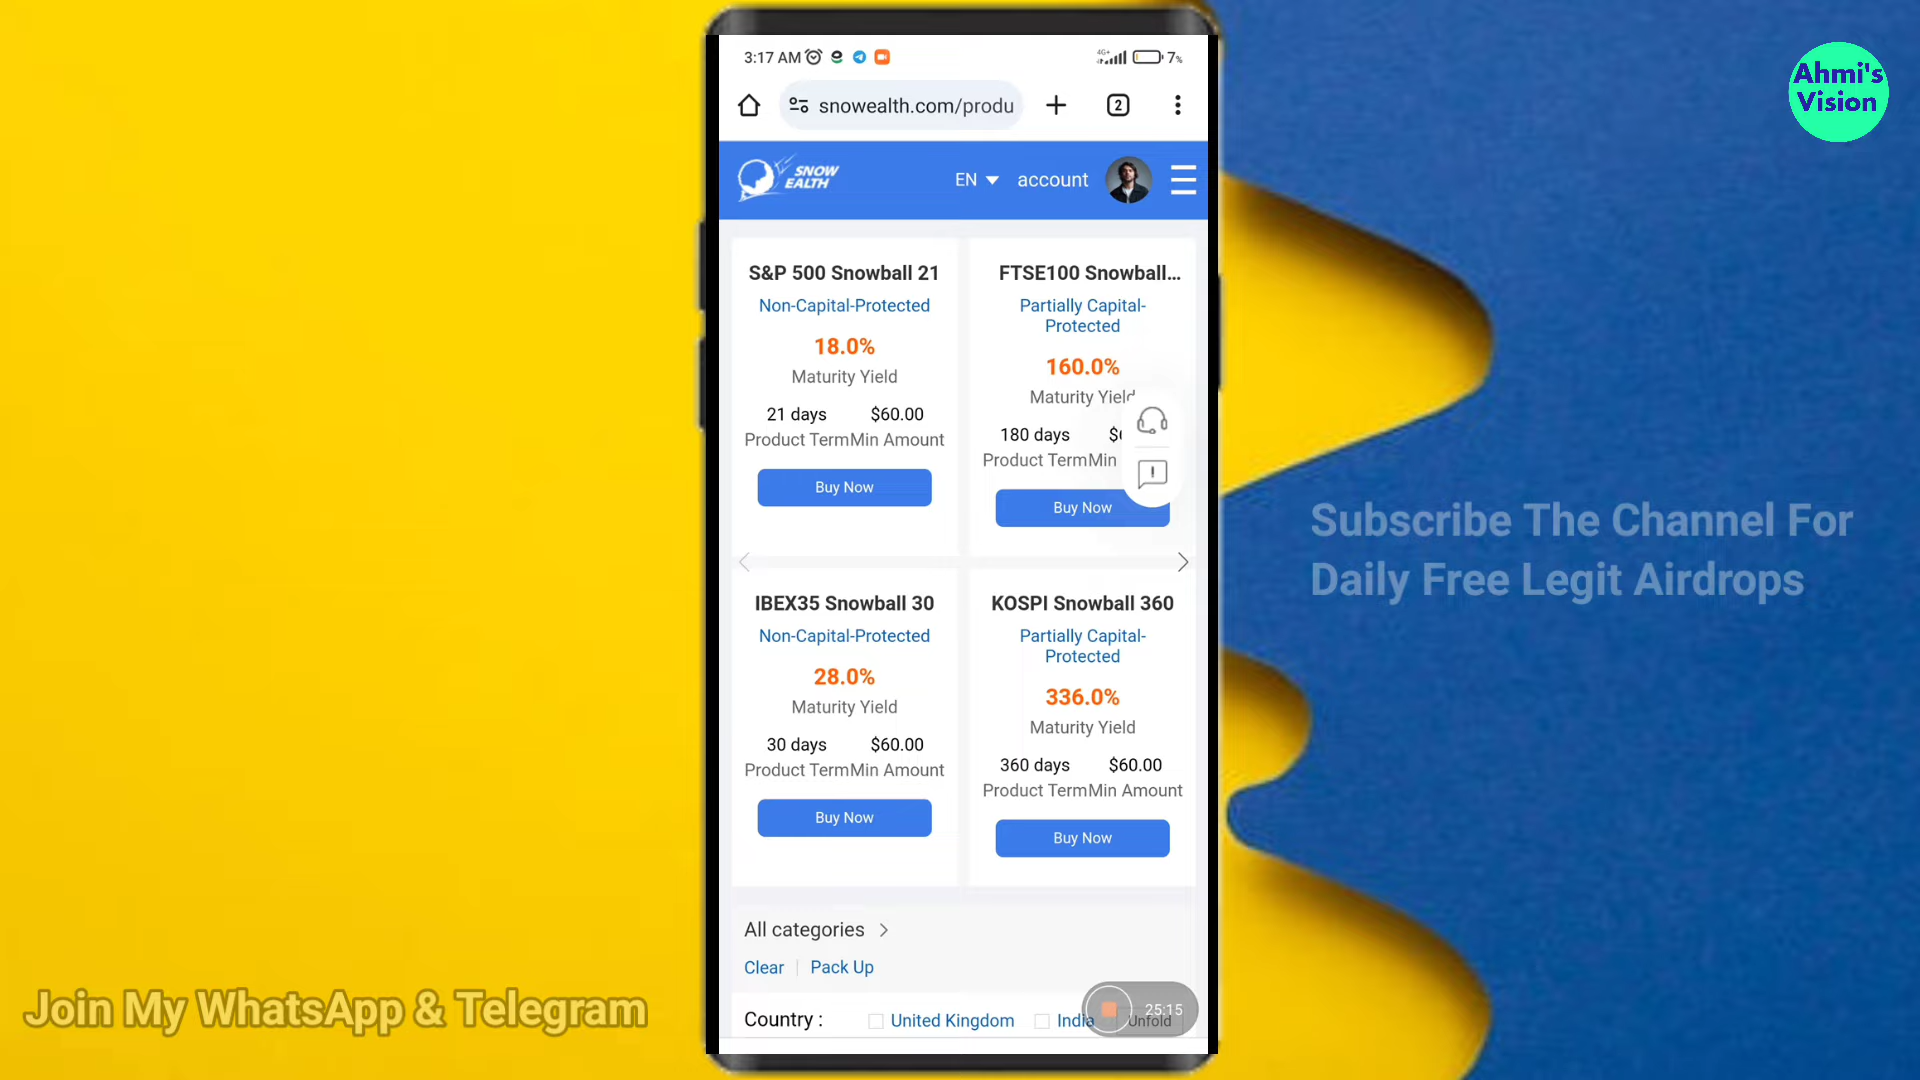 3:17 AM
4G+
7%
snowealth.com/produ
2
SNOW
EALTH
EN
account
S&P 500 Snowball 21
Non-Capital-Protected
18.0%
Maturity Yield
21 days $60.00
Product Term Min Amount
Buy Now
FTSE100 Snowball...
Partially Capital-
Protected
160.0%
Maturity Yield
180 days
Product Term Min
Buy Now
IBEX35 Snowball 30
Non-Capital-Protected
28.0%
Maturity Yield
30 days $60.00
Product Term Min Amount
Buy Now
KOSPI Snowball 360
Partially Capital-
Protected
336.0%
Maturity Yield
360 days $60.00
Product Term Min Amount
Buy Now
All categories
Clear Pack Up
Country : United Kingdom India Unfold
25:15
Ahmi's
Vision
Subscribe The Channel For
Daily Free Legit Airdrops
Join My WhatsApp & Telegram